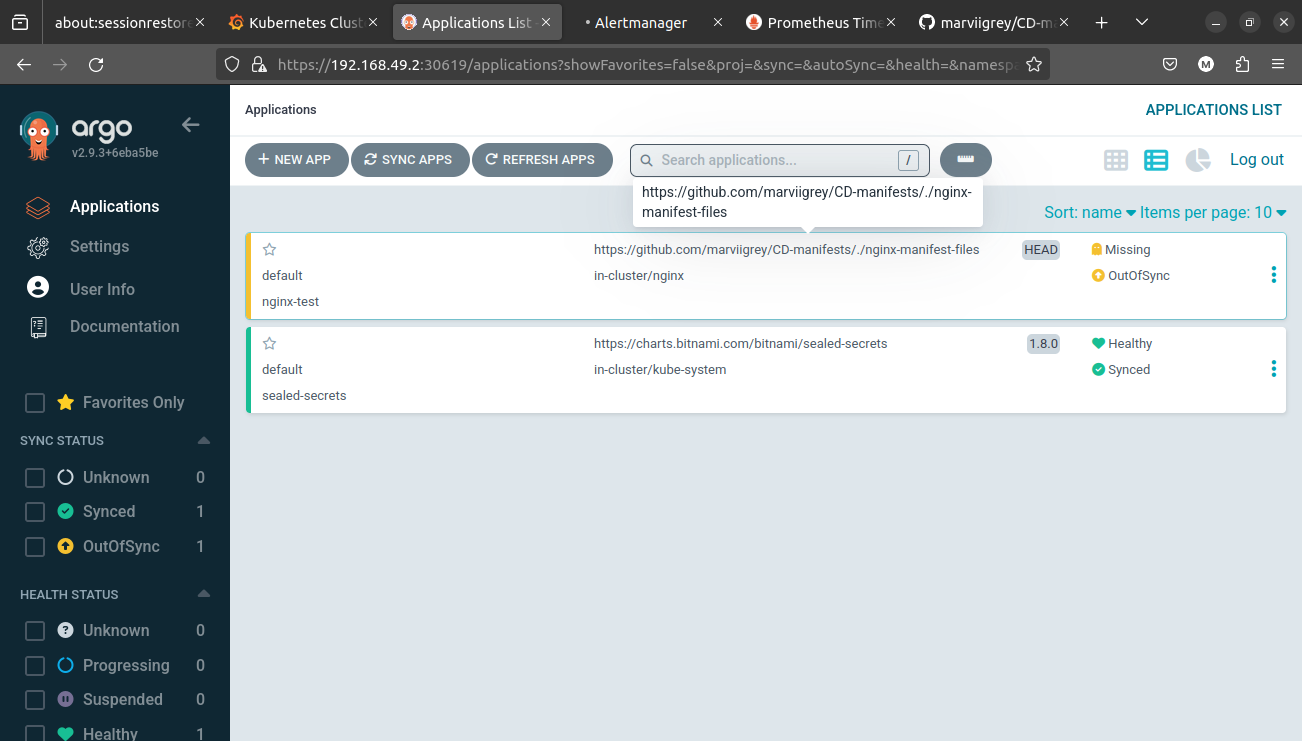 about:sessionrestore
Kubernetes Clust
Applications List -
Alertmanager
Prometheus Time
marviigrey/CD-ma
https://192.168.49.2:30619/applications?showFavorites=false&proj=&sync=&autoSync=&health=&namespa
M
argo
v2.9.3+6eba5be
Applications
Settings
User Info
Documentation
Favorites Only
SYNC STATUS
Unknown 0
Synced 1
OutOfSync 1
HEALTH STATUS
Unknown 0
Progressing 0
Suspended 0
Healthy 1
Applications
APPLICATIONS LIST
+ NEW APP
SYNC APPS
REFRESH APPS
Search applications...
/
Log out
https://github.com/marviigrey/CD-manifests/./nginx-
manifest-files
Sort: name
Items per page: 10
https://github.com/marviigrey/CD-manifests/./nginx-manifest-files
HEAD
Missing
default
in-cluster/nginx
OutOfSync
nginx-test
https://charts.bitnami.com/bitnami/sealed-secrets
1.8.0
Healthy
default
in-cluster/kube-system
Synced
sealed-secrets